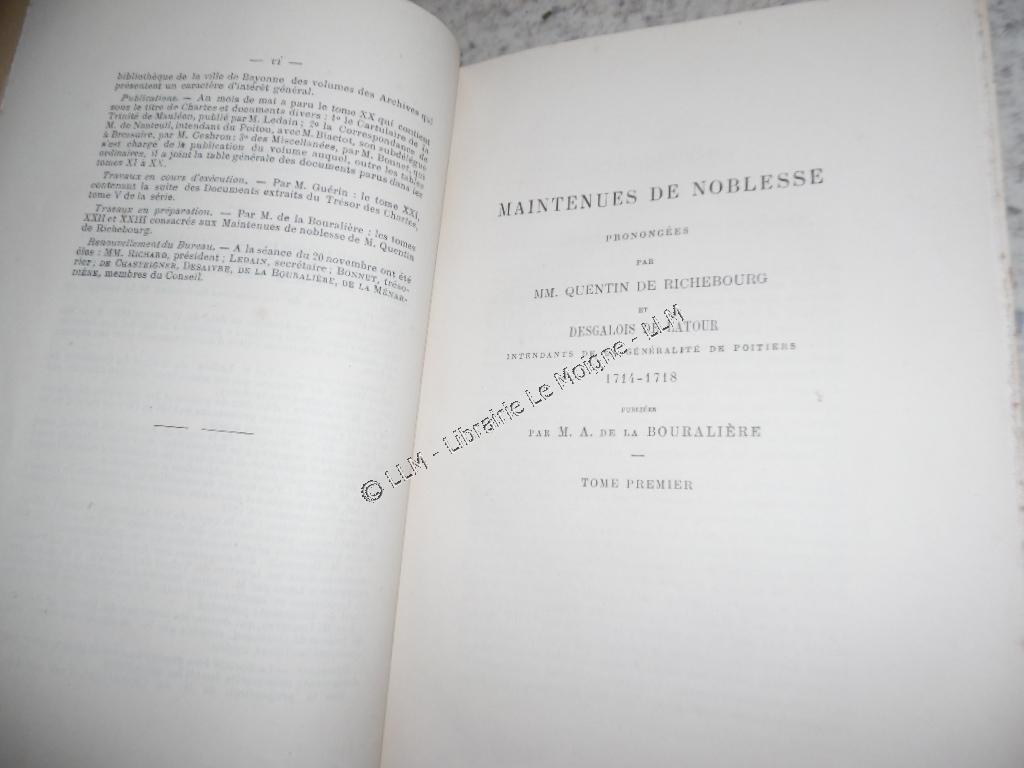 — vi —
bibliothèque de la ville de Bayonne des volumes des Archives qui
présentent un caractère d'intérêt général.
Publications. — Au mois de mai a paru le tome XX qui contient
sous le titre de Chartes et documents divers : 1º le Cartulaire de la
Trinité de Mauléon, publié par M. Ledain ; 2º la Correspondance de
M. de Nanteuil, intendant du Poitou, avec M. Blactot, son subdélégué
à Bressuire, par M. Gesbron ; 3º des Miscellanées, par M. Bonnet, qui
s'est chargé de la publication du volume auquel, outre les tables
ordinaires, il a joint la table générale des documents parus dans les
tomes XI à XX.
Travaux en cours d'exécution. — Par M. Guérin : le tome XXI,
contenant la suite des Documents extraits du Trésor des Chartes,
tome V de la série.
Travaux en préparation. — Par M. de la Bouralière : les tomes
XXII et XXIII consacrés aux Maintenues de noblesse de M. Quentin
de Richebourg.
Renouvellement du Bureau. — A la séance du 20 novembre ont été
élus : MM. RICHARD, président ; LEDAIN, secrétaire ; BONNET, tréso-
rier ; DE CHASTEIGNER, DESAIVRE, DE LA BOURALIÈRE, DE LA MÉNAR-
DIÈRE, membres du Conseil.
MAINTENUES DE NOBLESSE
PRONONGÉES
PAR
MM. QUENTIN DE RICHEBOURG
ET
DESGALOIS DE LATOUR
INTENDANTS DE LA GÉNÉRALITÉ DE POITIERS
1714-1718
PUBLIÉES
PAR M. A. DE LA BOURALIÈRE
—
TOME PREMIER
© LLM - Librairie Le Moigne - LLM